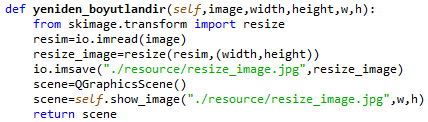 def yeniden_boyutlandir(self,image,width,height,w,h):
    from skimage.transform import resize
    resim=io.imread(image)
    resize_image=resize(resim,(width,height))
    io.imsave("./resource/resize_image.jpg",resize_image)
    scene=QGraphicsScene()
    scene=self.show_image("./resource/resize_image.jpg",w,h)
    return scene